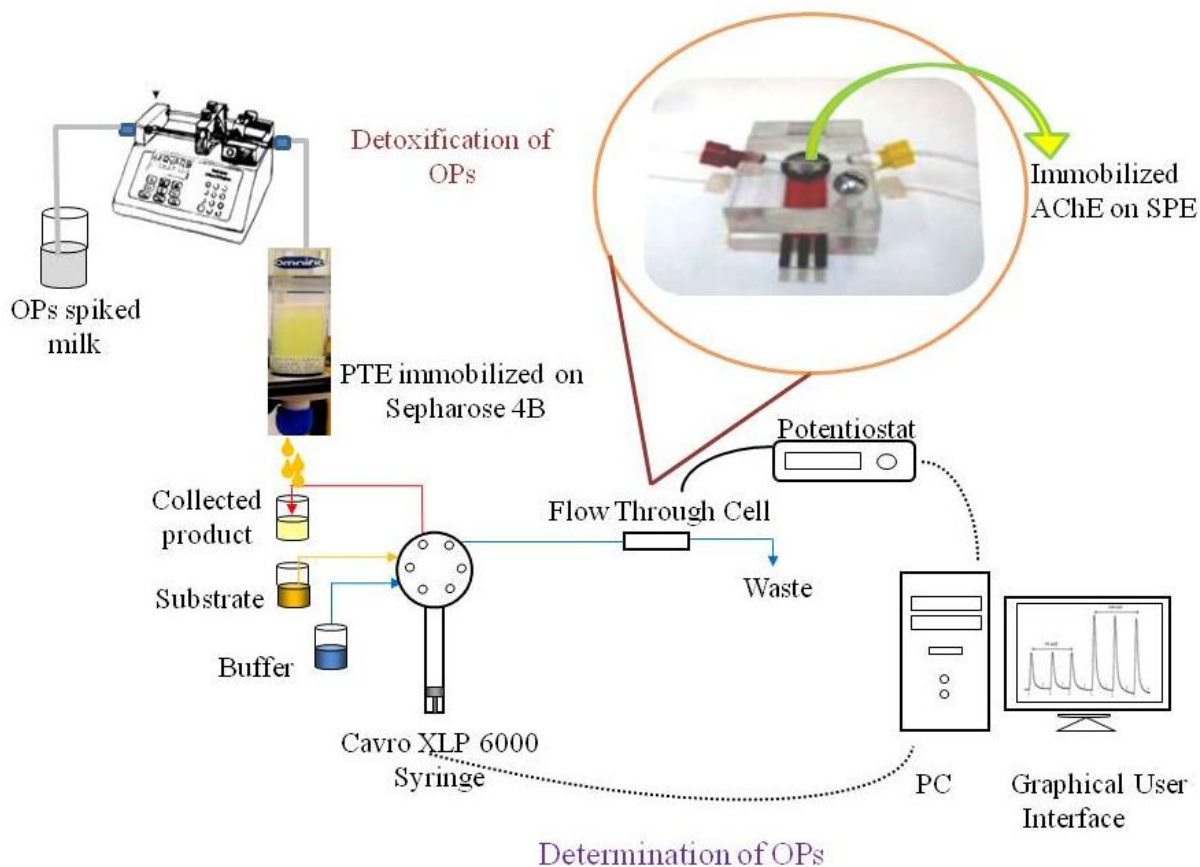 Detoxification of
OPs
Immobilized
AChE on SPE
OPs spiked
milk
Omnifit
PTE immobilized on
Sepharose 4B
Potentiostat
Collected
product
Flow Through Cell
Substrate
Waste
Buffer
Cavro XLP 6000
Syringe
PC
Graphical User
Interface
Determination of OPs